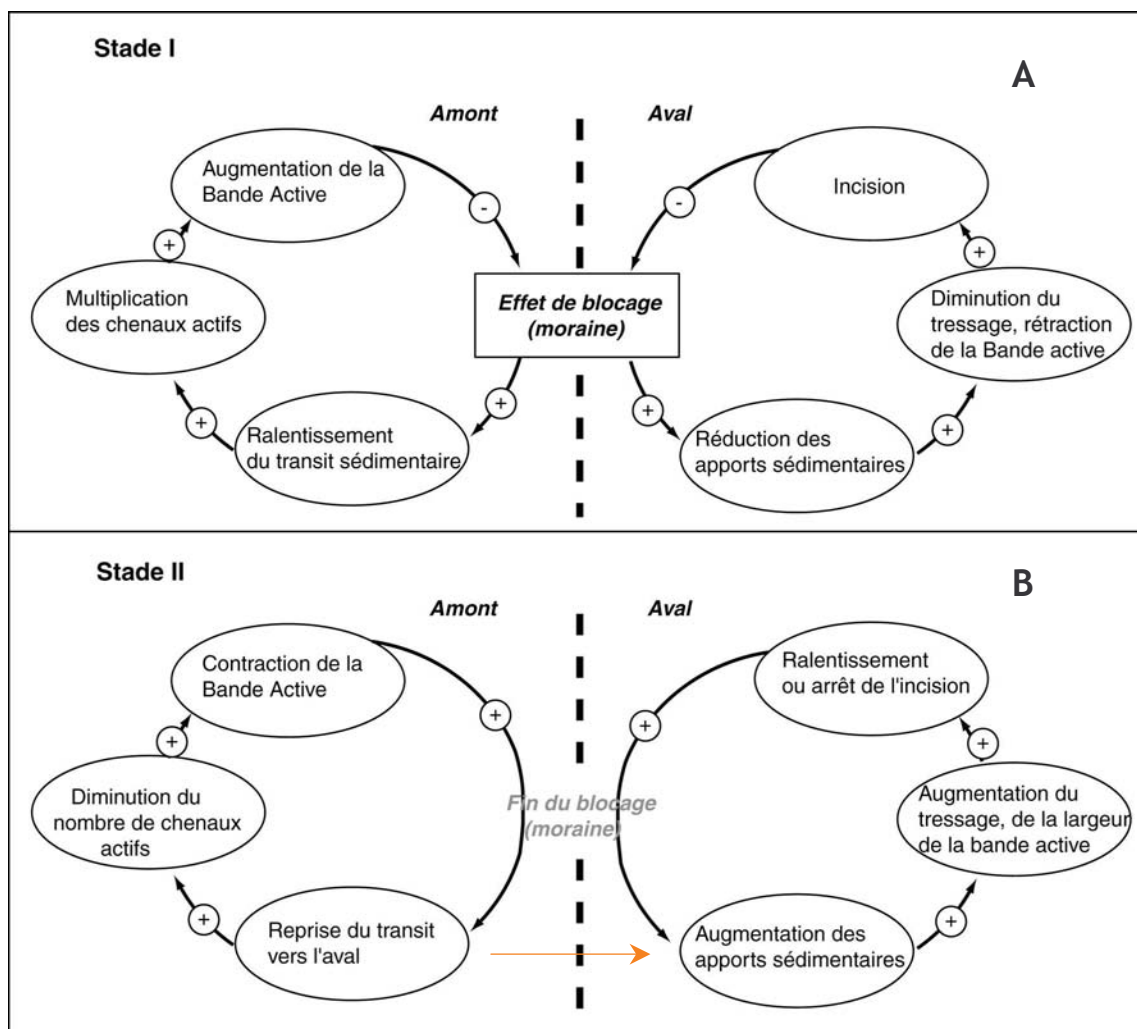 Stade I
A
Amont
Aval
Augmentation de la
Bande Active
-
-
Incision
+
+
Multiplication
des chenaux actifs
Effet de blocage
(moraine)
Diminution du
tressage, rétraction
de la Bande active
+
+
+
+
Ralentissement
du transit sédimentaire
Réduction des
apports sédimentaires
Stade II
B
Amont
Aval
Contraction de la
Bande Active
+
+
Ralentissement
ou arrêt de l'incision
+
+
Diminution du
nombre de chenaux
actifs
Fin du blocage
(moraine)
Augmentation du
tressage, de la largeur
de la bande active
+
+
Reprise du transit
vers l'aval
Augmentation des
apports sédimentaires